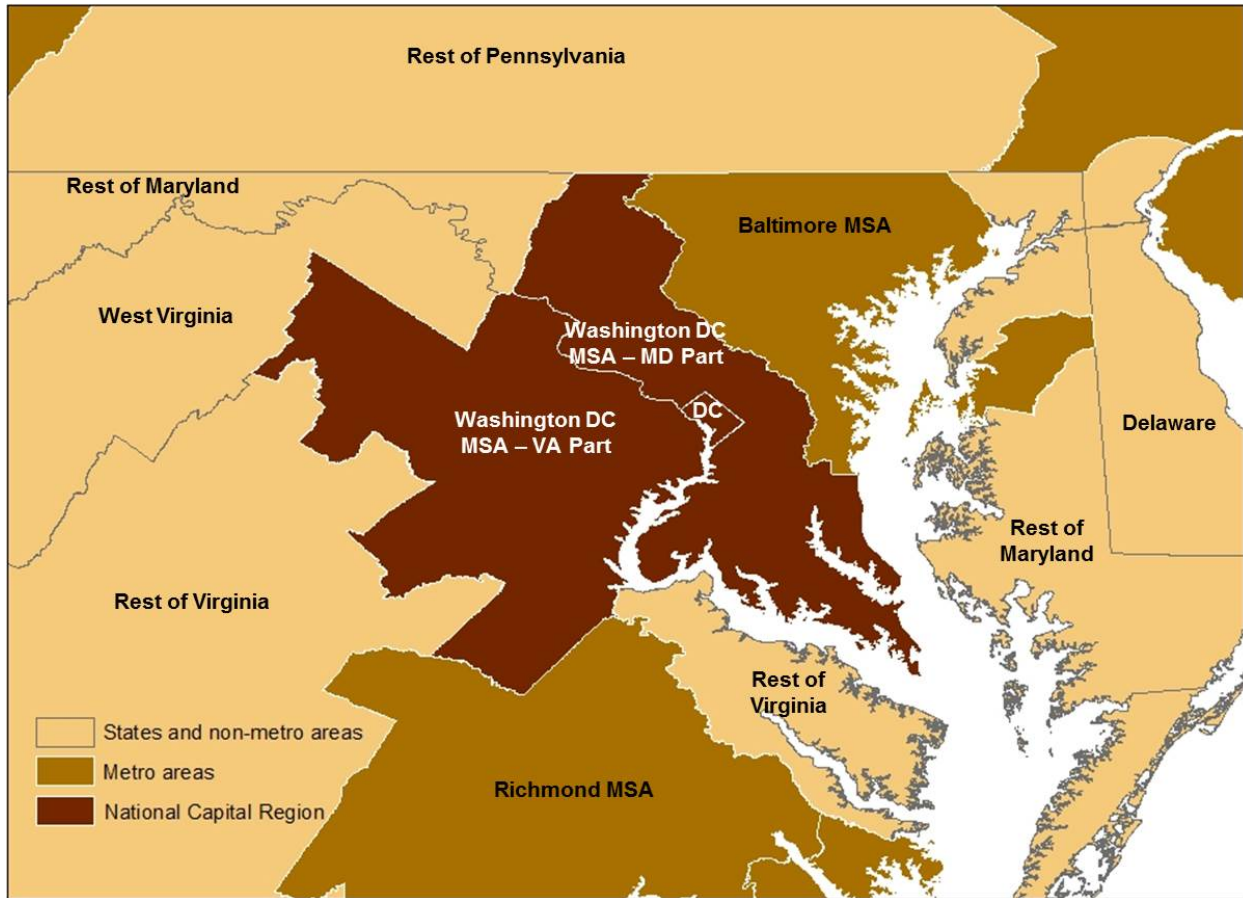 Rest of Pennsylvania
Rest of Maryland
Baltimore MSA
West Virginia
Washington DC
MSA – MD Part
DC
Washington DC
MSA – VA Part
Delaware
Rest of
Maryland
Rest of Virginia
Rest of
Virginia
States and non-metro areas
Metro areas
National Capital Region
Richmond MSA